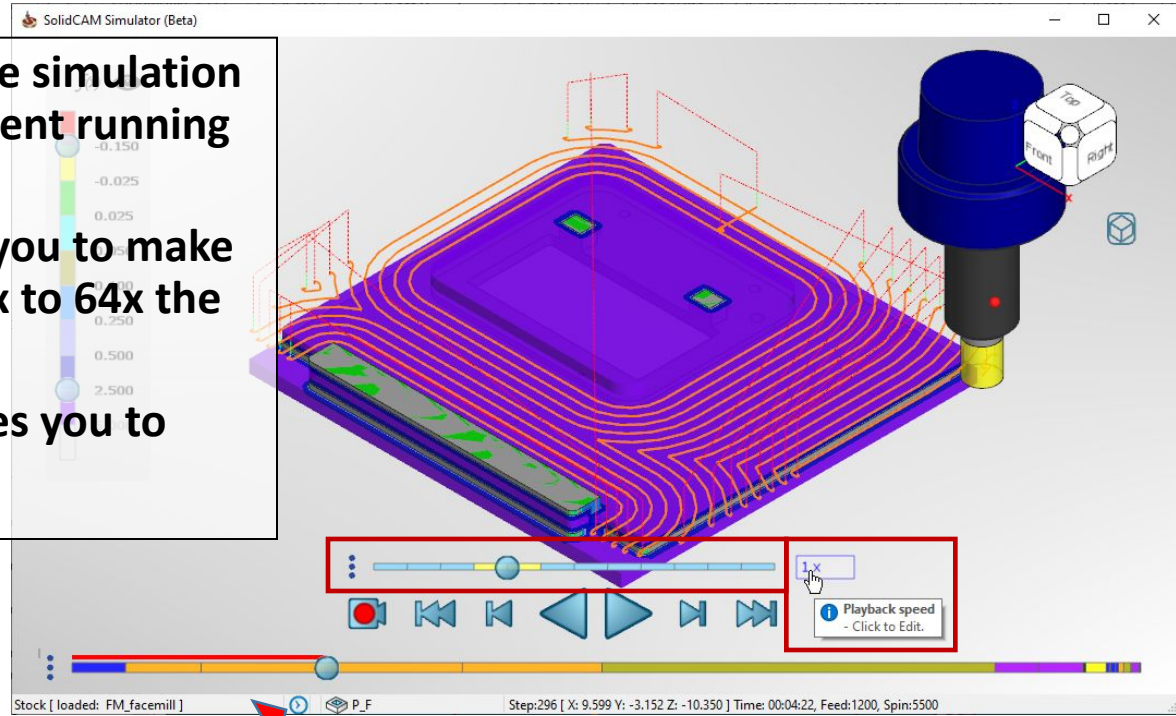 SolidCAM Simulator (Beta)
e simulation
ent running
you to make
x to 64x the
es you to
-0.150
-0.025
0.025
0.250
0.500
2.500
Top
Front
Right
x
1 x
Playback speed
- Click to Edit.
Stock [ loaded: FM_facemill ]
P_F
Step:296 [ X: 9.599 Y: -3.152 Z: -10.350 ] Time: 00:04:22, Feed:1200, Spin:5500